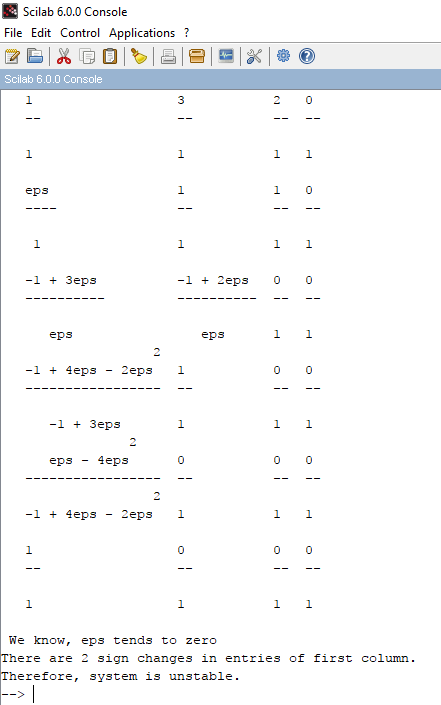 Scilab 6.0.0 Console
File Edit Control Applications ?
Scilab 6.0.0 Console
1 3 2 0
-- -- -- --
1 1 1 1
eps 1 1 0
---- -- -- --
1 1 1 1
-1 + 3eps -1 + 2eps 0 0
---------- ---------- -- --
eps eps 1 1
2
-1 + 4eps - 2eps 1 0 0
----------------- -- -- --
-1 + 3eps 1 1 1
2
eps - 4eps 0 0 0
----------------- -- -- --
2
-1 + 4eps - 2eps 1 1 1
1 0 0 0
-- -- -- --
1 1 1 1
We know, eps tends to zero
There are 2 sign changes in entries of first column.
Therefore, system is unstable.
-->